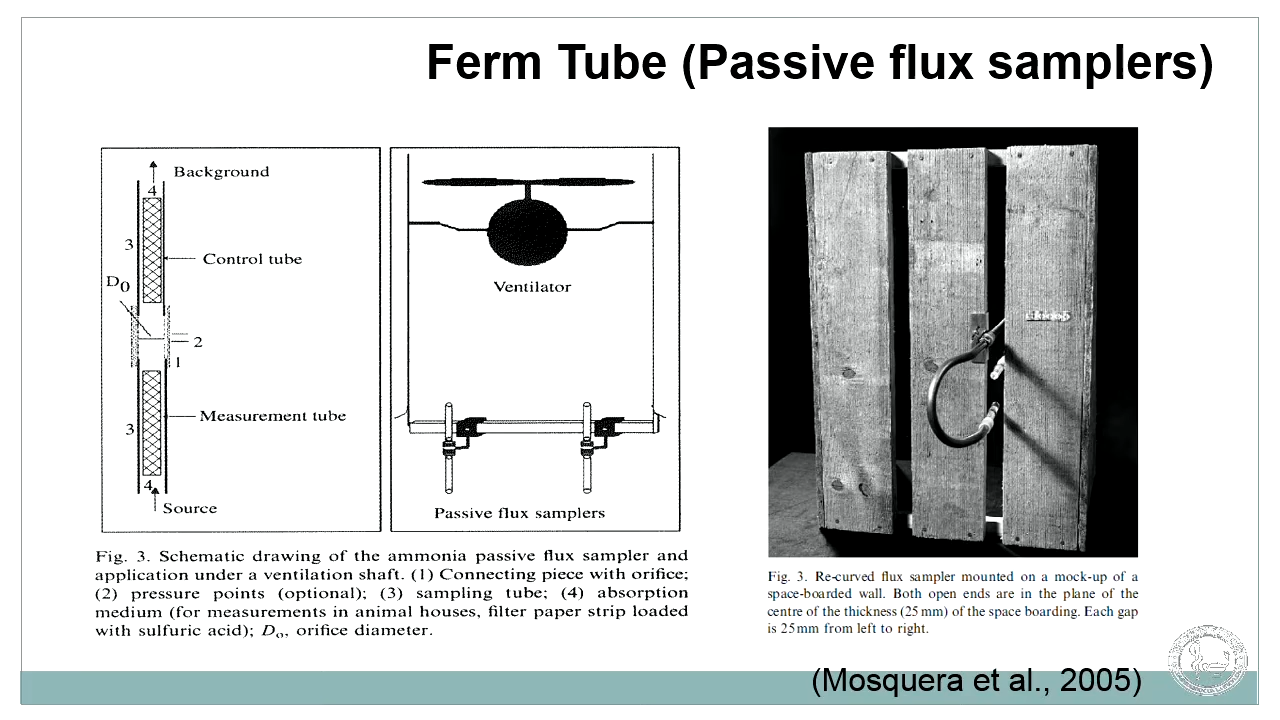 Ferm Tube (Passive flux samplers)
Background
4
3
Control tube
D0
2
1
Measurement tube
3
4
Source
Ventilator
Passive flux samplers
Fig. 3. Schematic drawing of the ammonia passive flux sampler and
application under a ventilation shaft. (1) Connecting piece with orifice;
(2) pressure points (optional); (3) sampling tube; (4) absorption
medium (for measurements in animal houses, filter paper strip loaded
with sulfuric acid); Do, orifice diameter.
Fig. 3. Re-curved flux sampler mounted on a mock-up of a
space-boarded wall. Both open ends are in the plane of the
centre of the thickness (25 mm) of the space boarding. Each gap
is 25 mm from left to right.
(Mosquera et al., 2005)